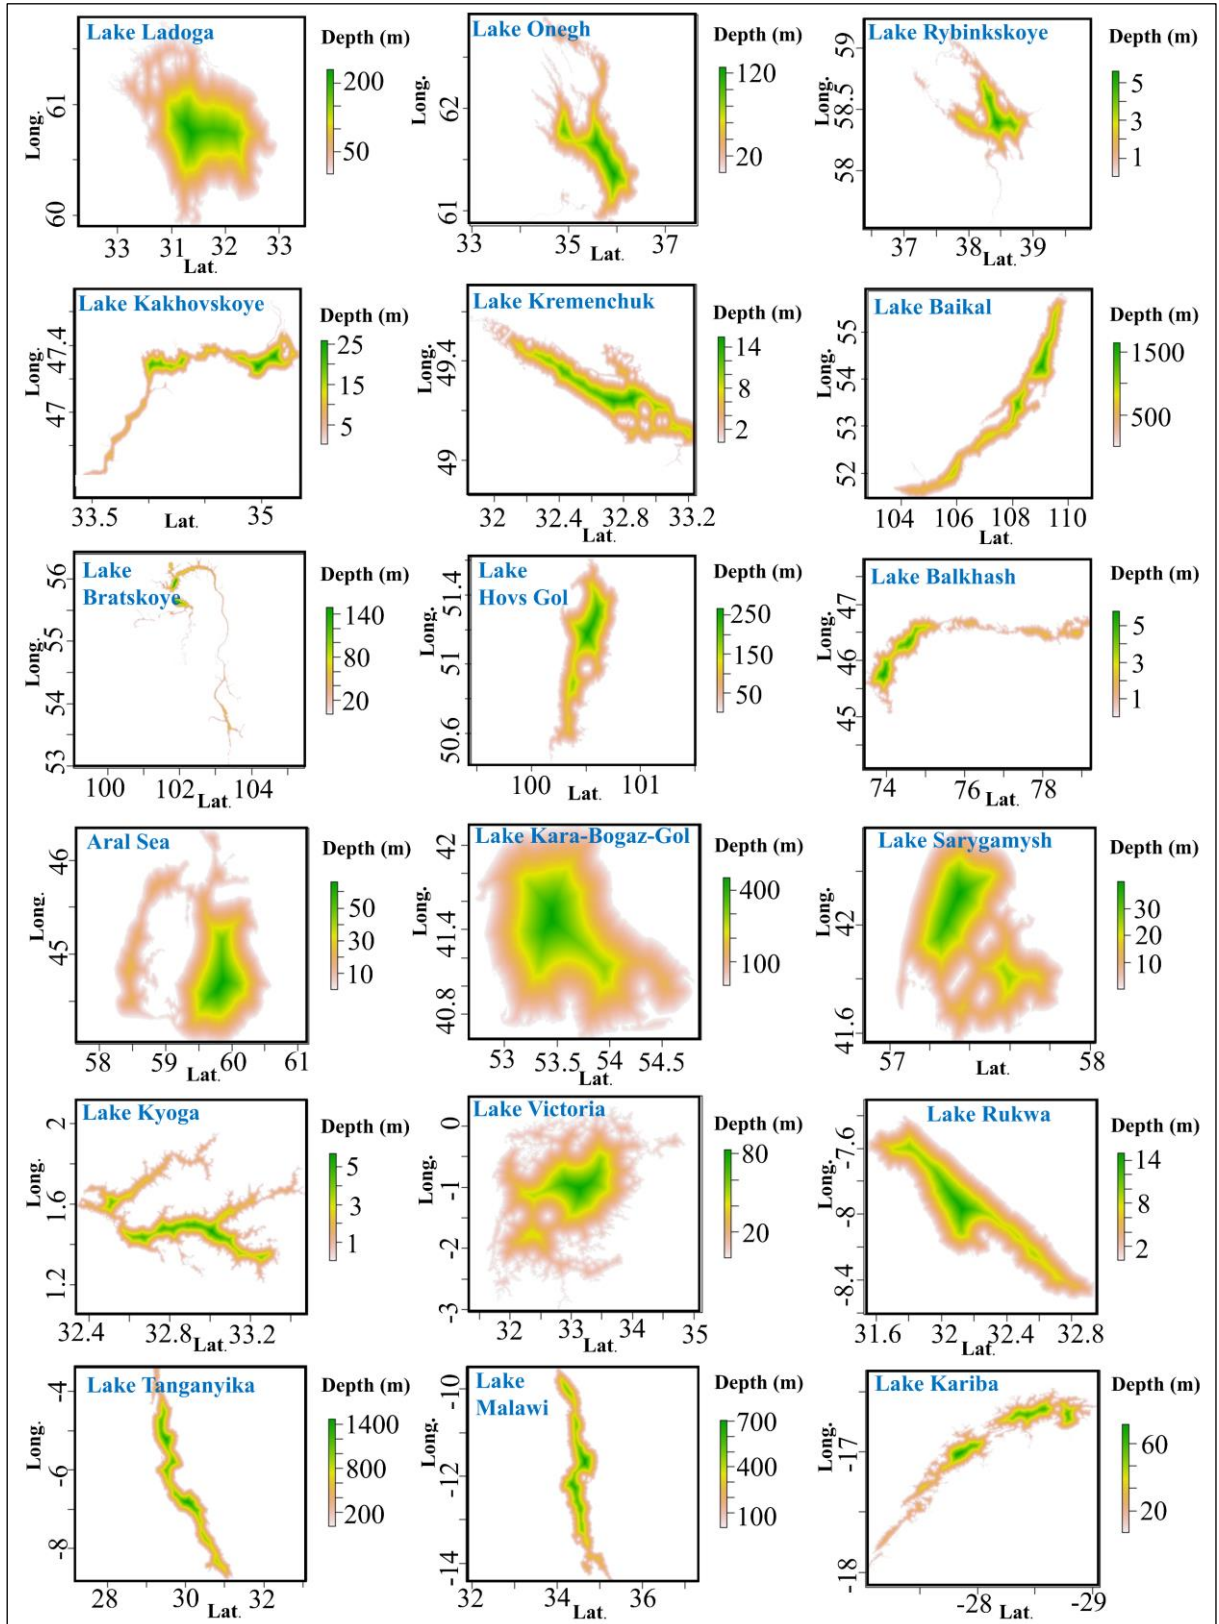 Lake Ladoga
Depth (m)
200
50
Long.
61
60
33 31 32 33
Lat.
Lake Onegh
Depth (m)
120
20
Long.
62
61
33 35 37
Lat.
Lake Rybinkskoye
Depth (m)
5
3
1
Long.
59
58.5
58
37 38 39
Lat.
Lake Kakhovskoye
Depth (m)
25
15
5
Long.
47.4
47
33.5 35
Lat.
Lake Kremenchuk
Depth (m)
14
8
2
Long.
49.4
49
32 32.4 32.8 33.2
Lat.
Lake Baikal
Depth (m)
1500
500
Long.
55
54
53
52
104 106 108 110
Lat.
Lake
Bratskoye
Depth (m)
140
80
20
Long.
56
55
54
53
100 102 104
Lat.
Lake
Hovs Gol
Depth (m)
250
150
50
Long.
51.4
51
50.6
100 101
Lat.
Lake Balkhash
Depth (m)
5
3
1
Long.
47
46
45
74 76 78
Lat.
Aral Sea
Depth (m)
50
30
10
Long.
46
45
58 59 60 61
Lat.
Lake Kara-Bogaz-Gol
Depth (m)
400
100
Long.
42
41.4
40.8
53 53.5 54 54.5
Lat.
Lake Sarygamysh
Depth (m)
30
20
10
Long.
42
41.6
57 58
Lat.
Lake Kyoga
Depth (m)
5
3
1
Long.
2
1.6
1.2
32.4 32.8 33.2
Lat.
Lake Victoria
Depth (m)
80
20
Long.
0
-1
-2
-3
32 33 34 35
Lat.
Lake Rukwa
Depth (m)
14
8
2
Long.
-7.6
-8
-8.4
31.6 32 32.4 32.8
Lat.
Lake Tanganyika
Depth (m)
1400
800
200
Long.
-4
-6
-8
28 30 32
Lat.
Lake
Malawi
Depth (m)
700
400
100
Long.
-10
-12
-14
32 34 36
Lat.
Lake Kariba
Depth (m)
60
20
Long.
-17
-18
-28 -29
Lat.